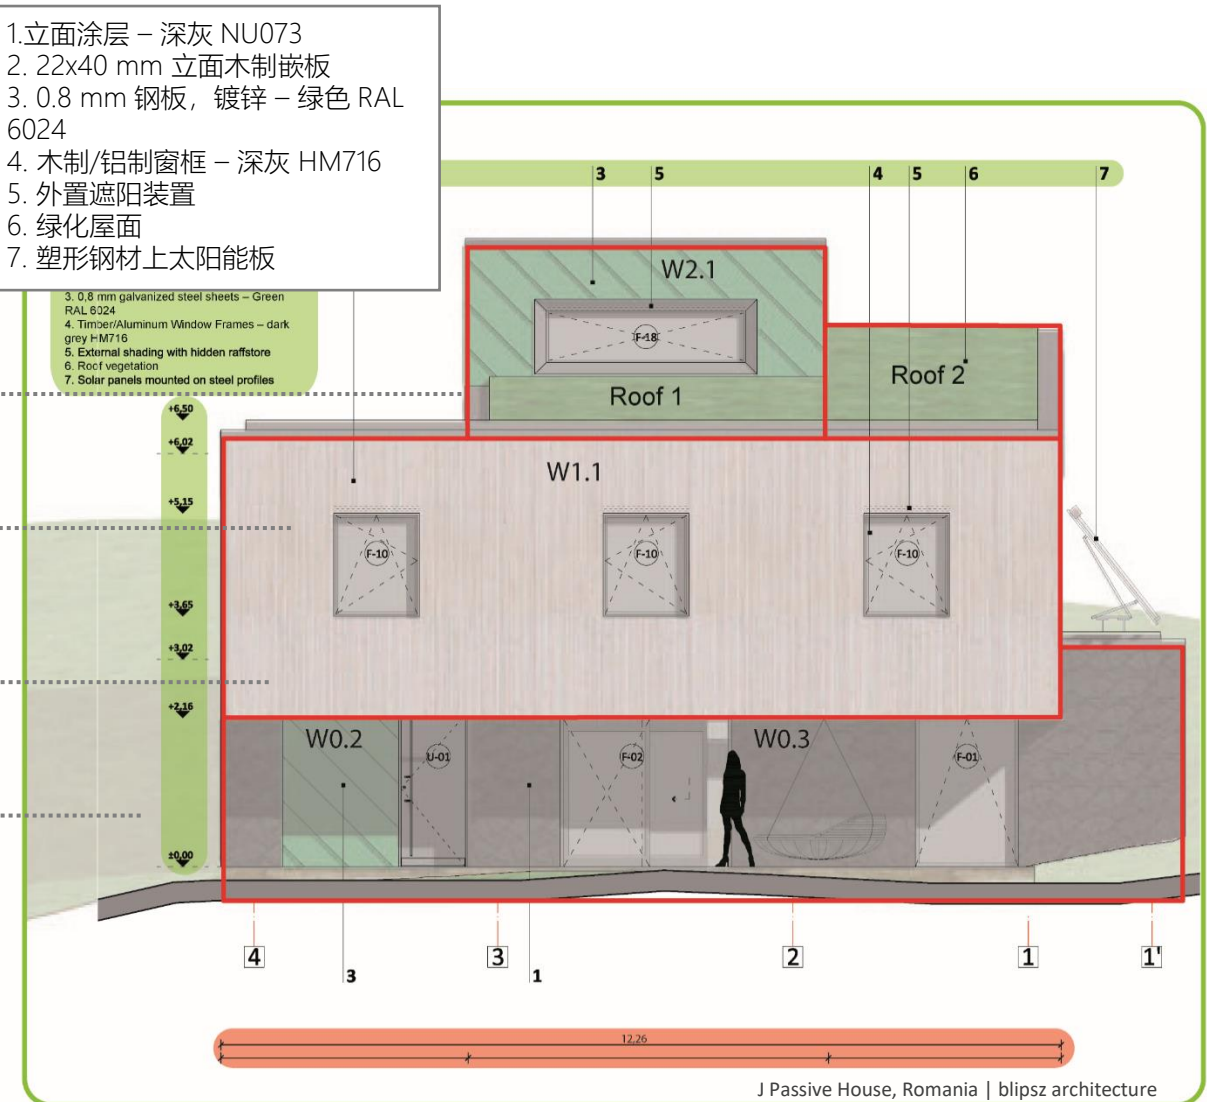 1.立面涂层 – 深灰 NU073
2. 22x40 mm 立面木制嵌板
3. 0.8 mm 钢板，镀锌 – 绿色 RAL
6024
4. 木制/铝制窗框 – 深灰 HM716
5. 外置遮阳装置
6. 绿化屋面
7. 塑形钢材上太阳能板
3 5 4 5 6 7
3. 0,8 mm galvanized steel sheets – Green
RAL 6024
4. Timber/Aluminum Window Frames – dark
grey HM716
5. External shading with hidden raffstore
6. Roof vegetation
7. Solar panels mounted on steel profiles
W2.1
F-18
Roof 1
Roof 2
+6,50
+6,02
W1.1
+5,15
F-10 F-10 F-10
+3,65
+3,02
+2,16
W0.2
U-01
F-02
W0.3
F-01
±0,00
4 3 2 1 1'
3 1
12,26
J Passive House, Romania | blipsz architecture